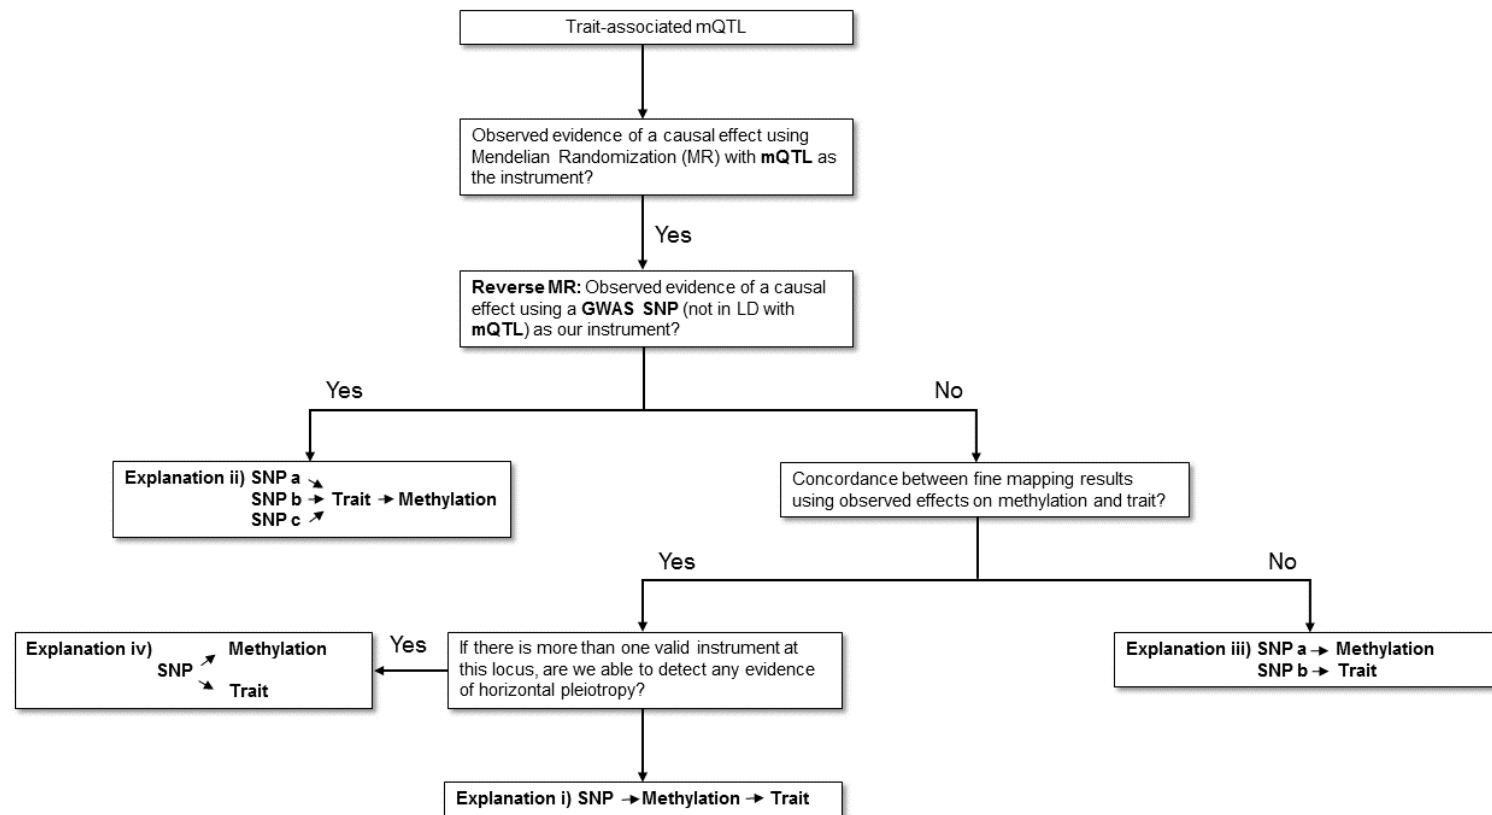 Trait-associated mQTL
Observed evidence of a causal effect using
Mendelian Randomization (MR) with mQTL as
the instrument?
Yes
Reverse MR: Observed evidence of a causal
effect using a GWAS SNP (not in LD with
mQTL) as our instrument?
Yes
No
Explanation ii) SNP a
SNP b → Trait → Methylation
SNP c
Concordance between fine mapping results
using observed effects on methylation and trait?
Yes
No
Explanation iv) Methylation
SNP
Trait
Yes
If there is more than one valid instrument at
this locus, are we able to detect any evidence
of horizontal pleiotropy?
Explanation iii) SNP a → Methylation
SNP b → Trait
Explanation i) SNP → Methylation → Trait